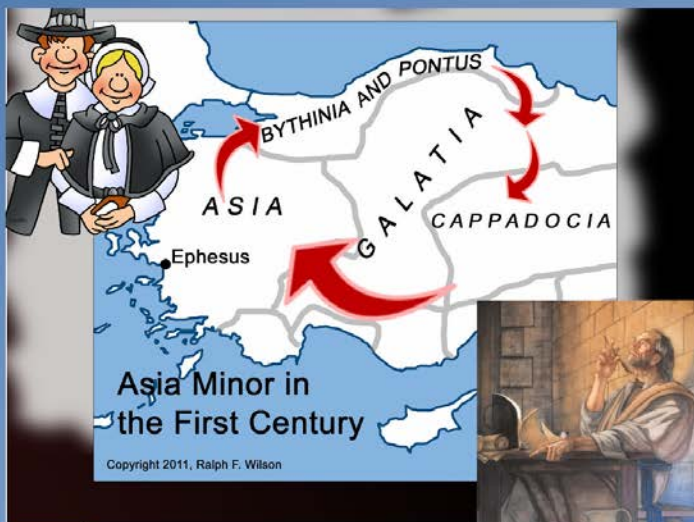 BYTHINIA AND PONTUS
ASIA
GALATIA
CAPPADOCIA
Ephesus
Asia Minor in
the First Century
Copyright 2011, Ralph F. Wilson